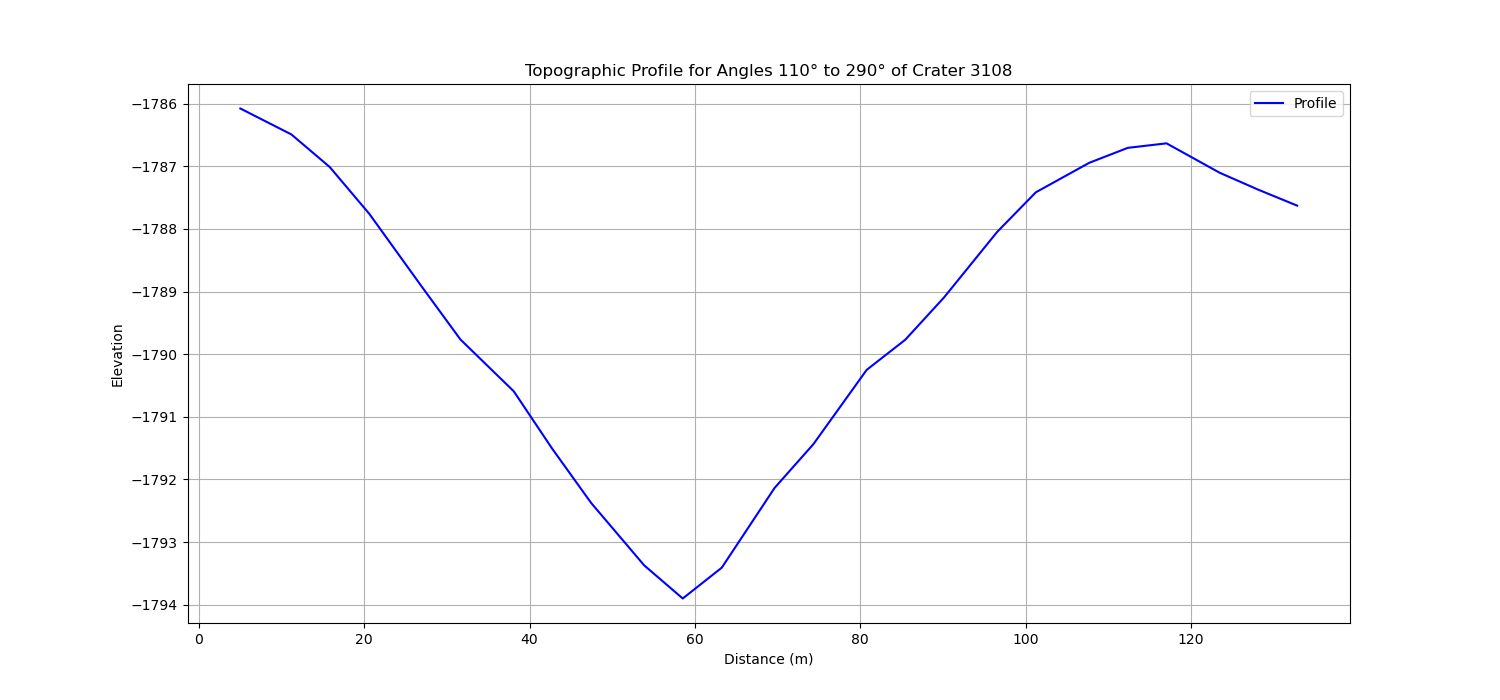 Topographic Profile for Angles 110° to 290° of Crater 3108
Profile
Elevation
−1786
−1787
−1788
−1789
−1790
−1791
−1792
−1793
−1794
0 20 40 60 80 100 120
Distance (m)